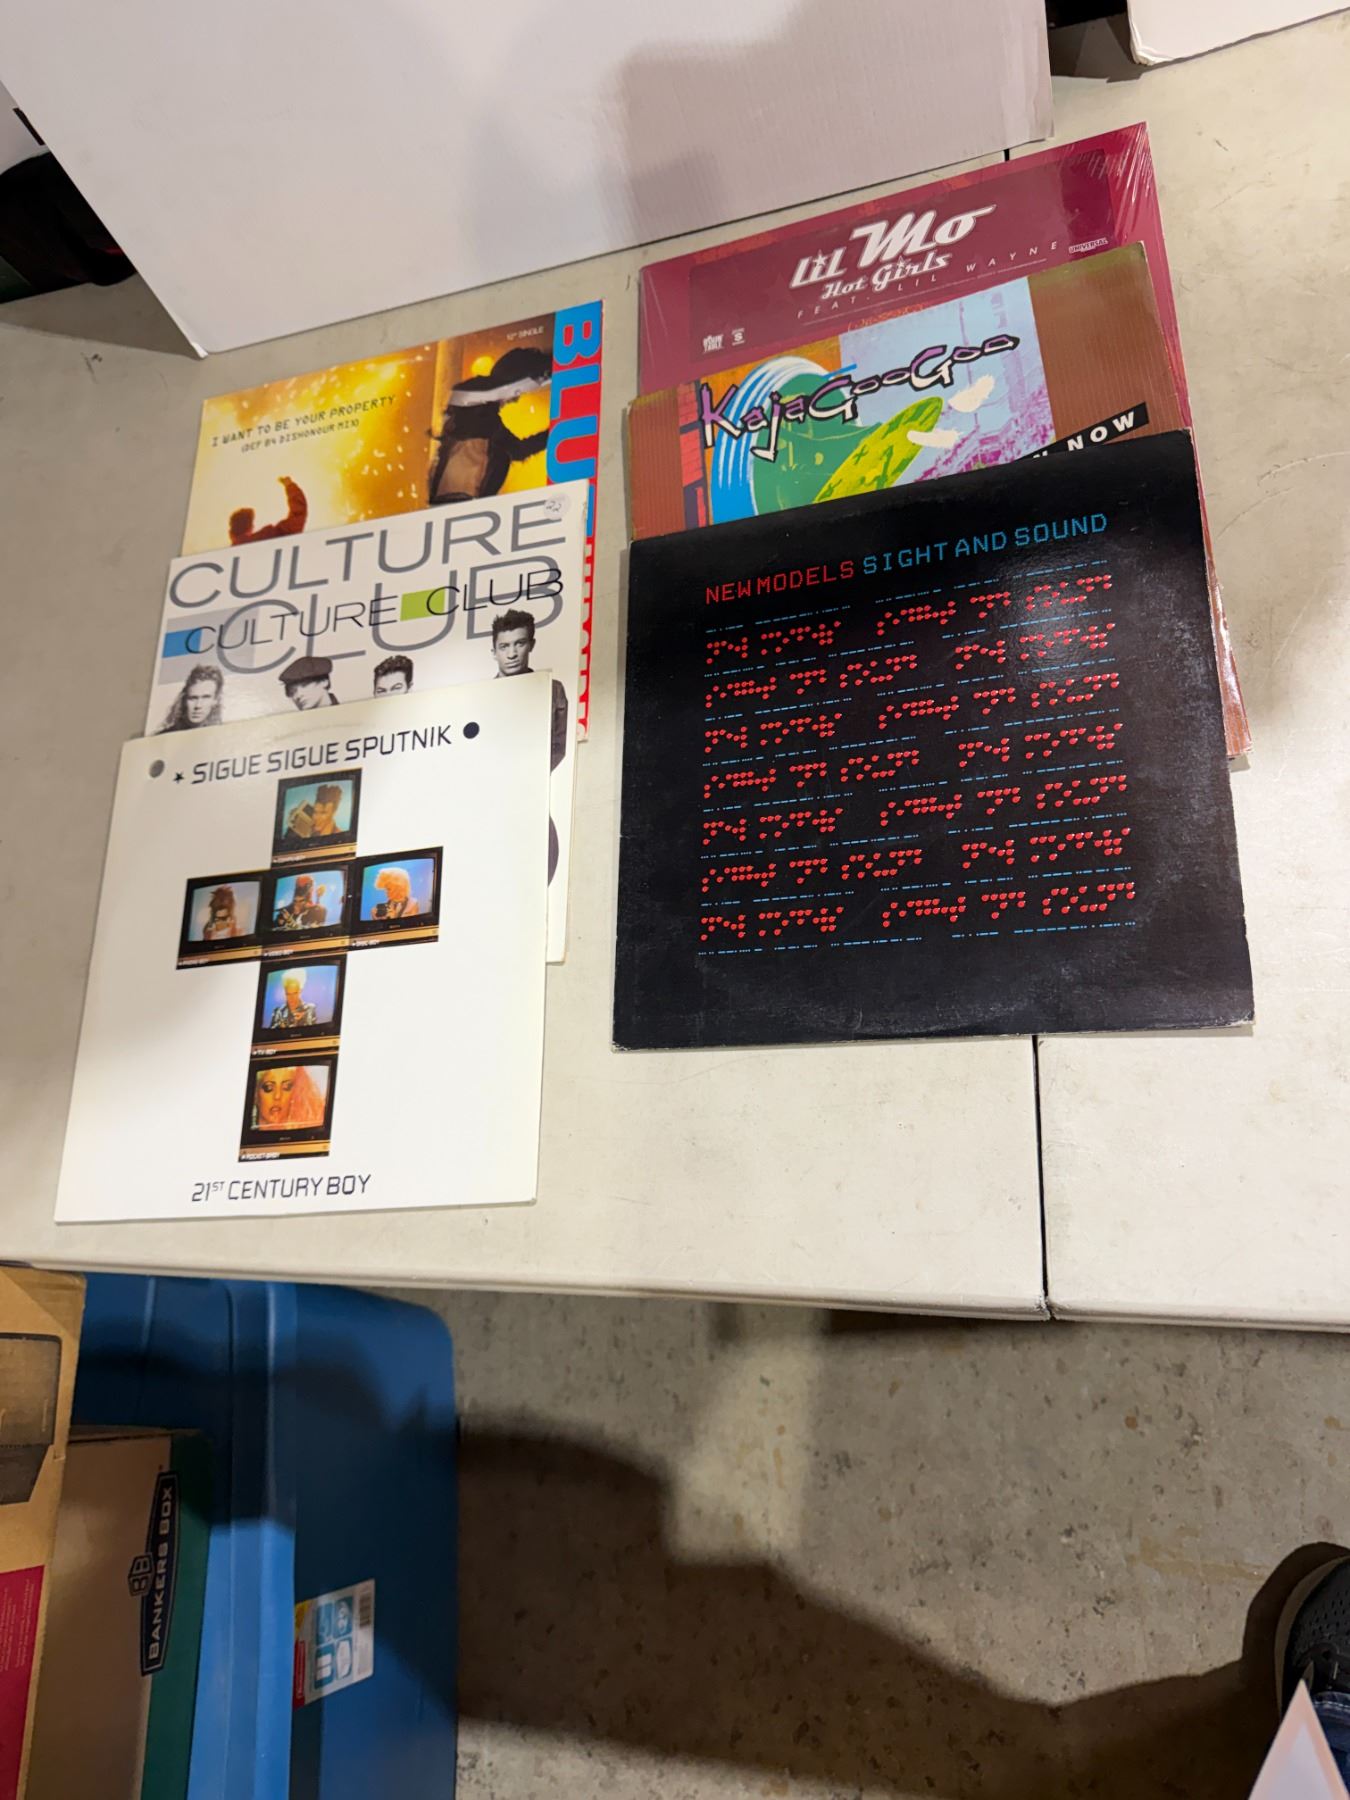 12" SINGLE
BLU
I WANT TO BE YOUR PROPERTY
(DEF B4 DISHONOUR MIX)
CULTURE
CLUB
CULTURE CLUB
SIGUE SIGUE SPUTNIK
21ST CENTURY BOY
LiL Mo
Hot Girls
FEAT. LIL WAYNE
UNIVERSAL
KajaGooGoo
NOW
NEW MODELS SIGHT AND SOUND
BB
BANKERS BOX